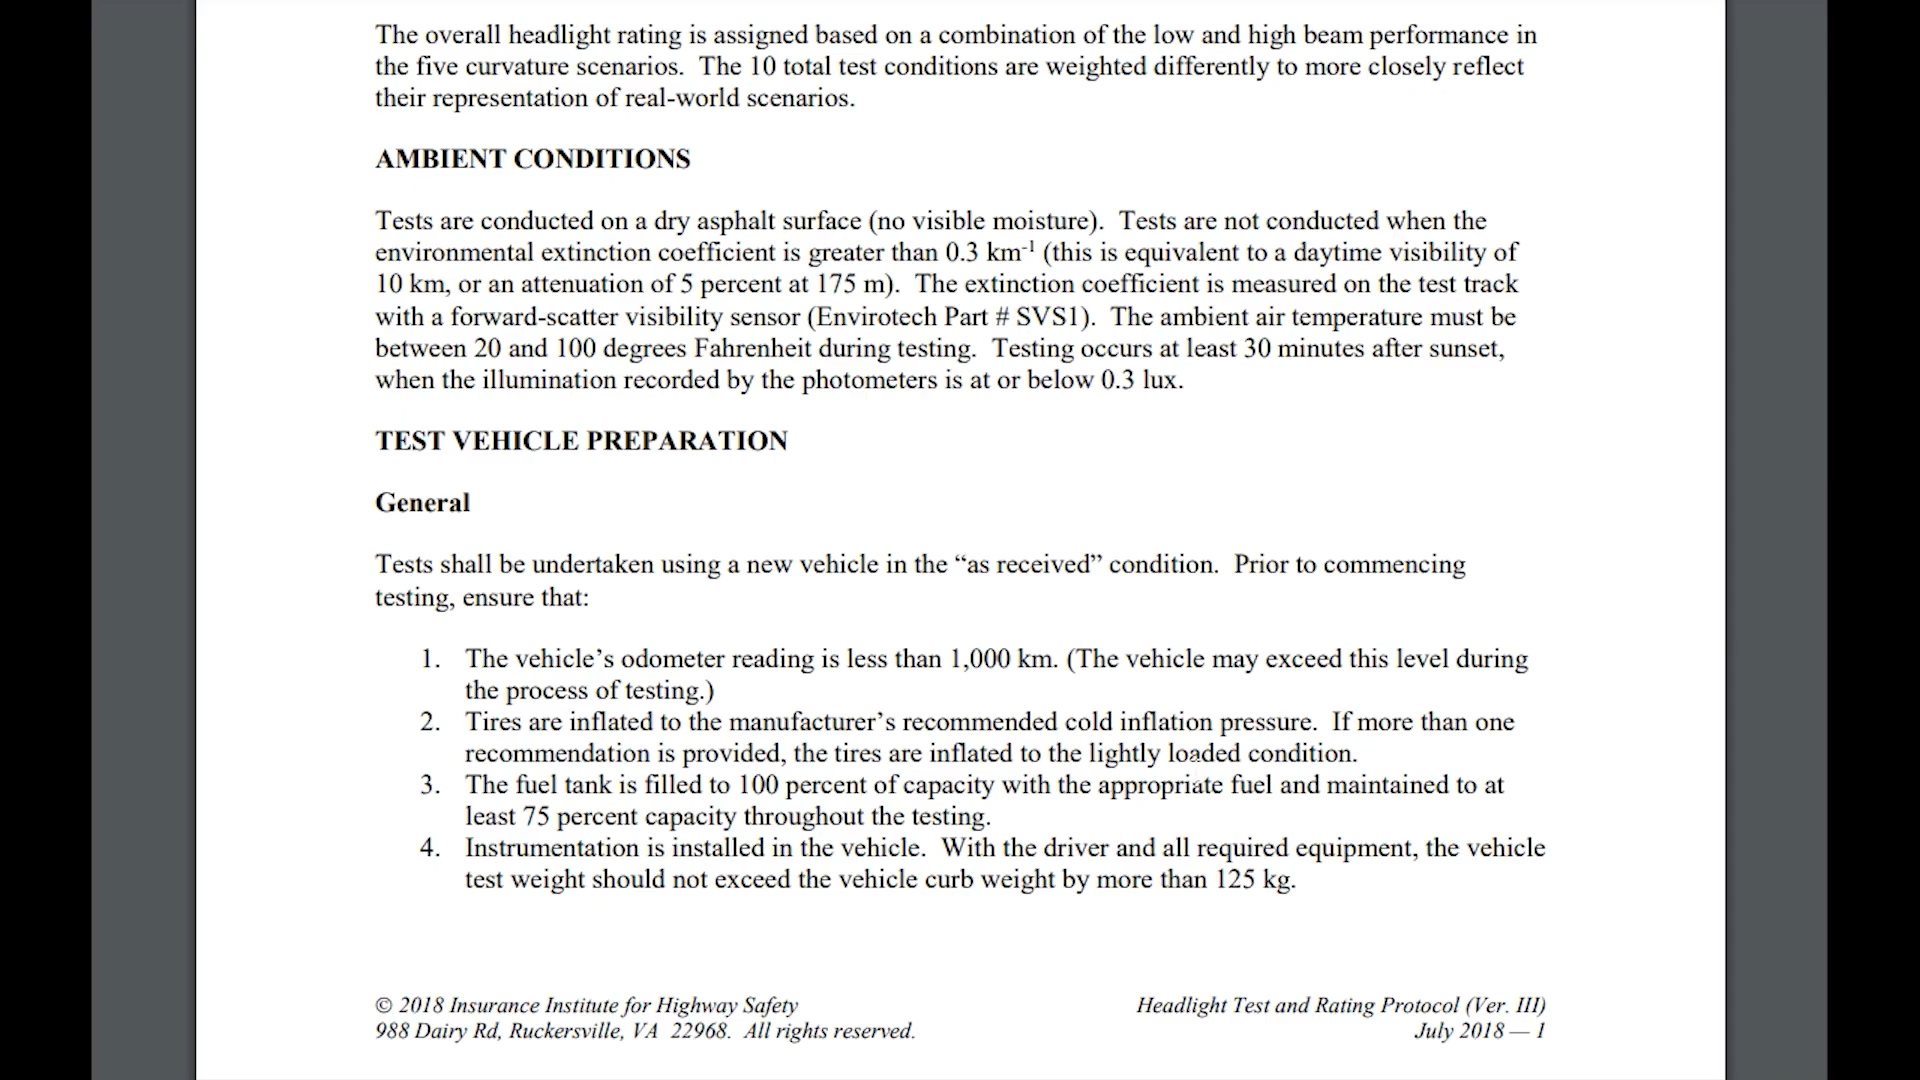 The overall headlight rating is assigned based on a combination of the low and high beam performance in
the five curvature scenarios.  The 10 total test conditions are weighted differently to more closely reflect
their representation of real-world scenarios.
AMBIENT CONDITIONS
Tests are conducted on a dry asphalt surface (no visible moisture).  Tests are not conducted when the
environmental extinction coefficient is greater than 0.3 km⁻¹ (this is equivalent to a daytime visibility of
10 km, or an attenuation of 5 percent at 175 m).  The extinction coefficient is measured on the test track
with a forward-scatter visibility sensor (Envirotech Part # SVS1).  The ambient air temperature must be
between 20 and 100 degrees Fahrenheit during testing.  Testing occurs at least 30 minutes after sunset,
when the illumination recorded by the photometers is at or below 0.3 lux.
TEST VEHICLE PREPARATION
General
Tests shall be undertaken using a new vehicle in the “as received” condition.  Prior to commencing
testing, ensure that:
1. The vehicle’s odometer reading is less than 1,000 km. (The vehicle may exceed this level during
the process of testing.)
2. Tires are inflated to the manufacturer’s recommended cold inflation pressure.  If more than one
recommendation is provided, the tires are inflated to the lightly loaded condition.
3. The fuel tank is filled to 100 percent of capacity with the appropriate fuel and maintained to at
least 75 percent capacity throughout the testing.
4. Instrumentation is installed in the vehicle.  With the driver and all required equipment, the vehicle
test weight should not exceed the vehicle curb weight by more than 125 kg.
© 2018 Insurance Institute for Highway Safety
988 Dairy Rd, Ruckersville, VA  22968.  All rights reserved.
Headlight Test and Rating Protocol (Ver. III)
July 2018 — 1